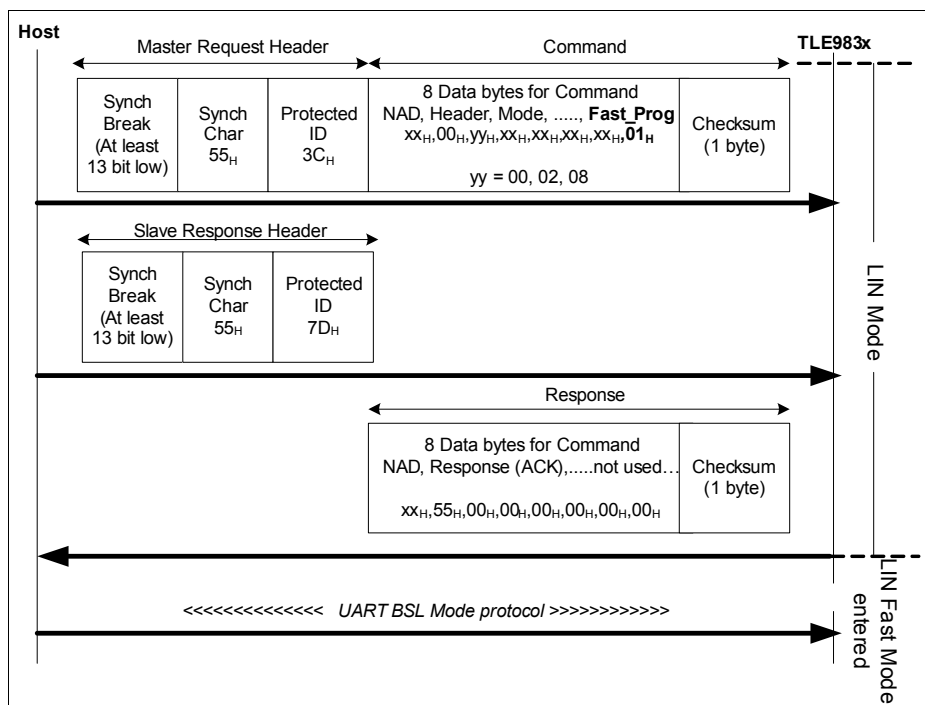 Host
TLE983x
Master Request Header
Command
Synch
Break
(At least
13 bit low)
Synch
Char
55H
Protected
ID
3CH
8 Data bytes for Command
NAD, Header, Mode, ....., Fast_Prog
xxH,00H,yyH,xxH,xxH,xxH,xxH,01H
yy = 00, 02, 08
Checksum
(1 byte)
Slave Response Header
Synch
Break
(At least
13 bit low)
Synch
Char
55H
Protected
ID
7DH
LIN Mode
Response
8 Data bytes for Command
NAD, Response (ACK),.....not used…
xxH,55H,00H,00H,00H,00H,00H,00H
Checksum
(1 byte)
<<<<<<<<<<<<<< UART BSL Mode protocol >>>>>>>>>>>>
LIN Fast Mode
entered